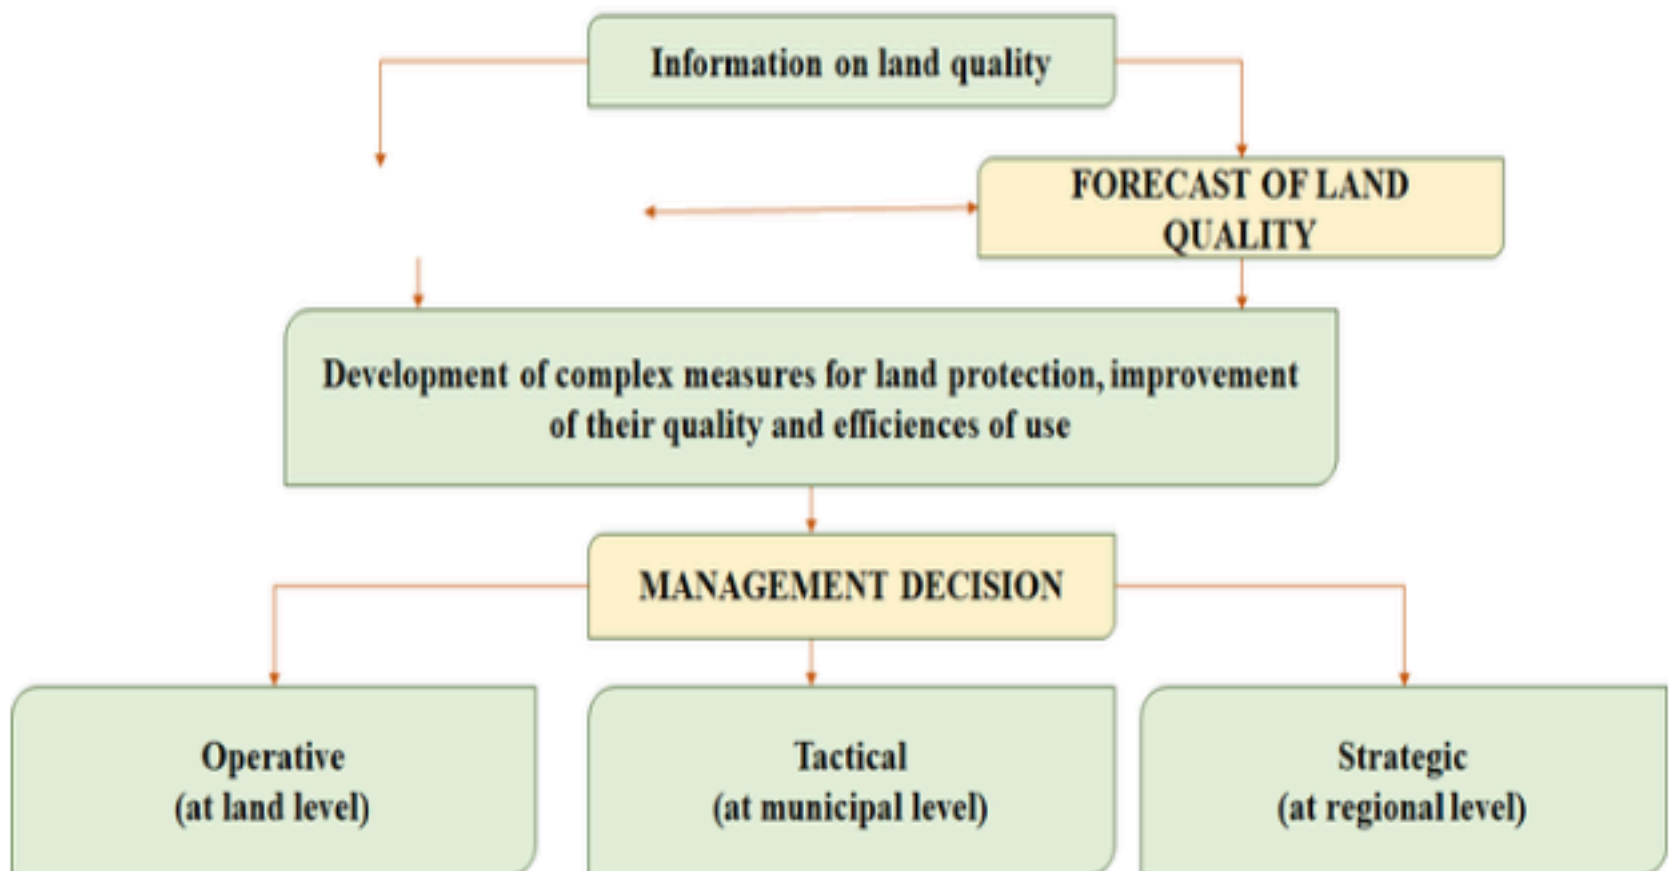 Information on land quality
FORECAST OF LAND
QUALITY
Development of complex measures for land protection, improvement
of their quality and efficiences of use
MANAGEMENT DECISION
Operative
(at land level)
Tactical
(at municipal level)
Strategic
(at regional level)